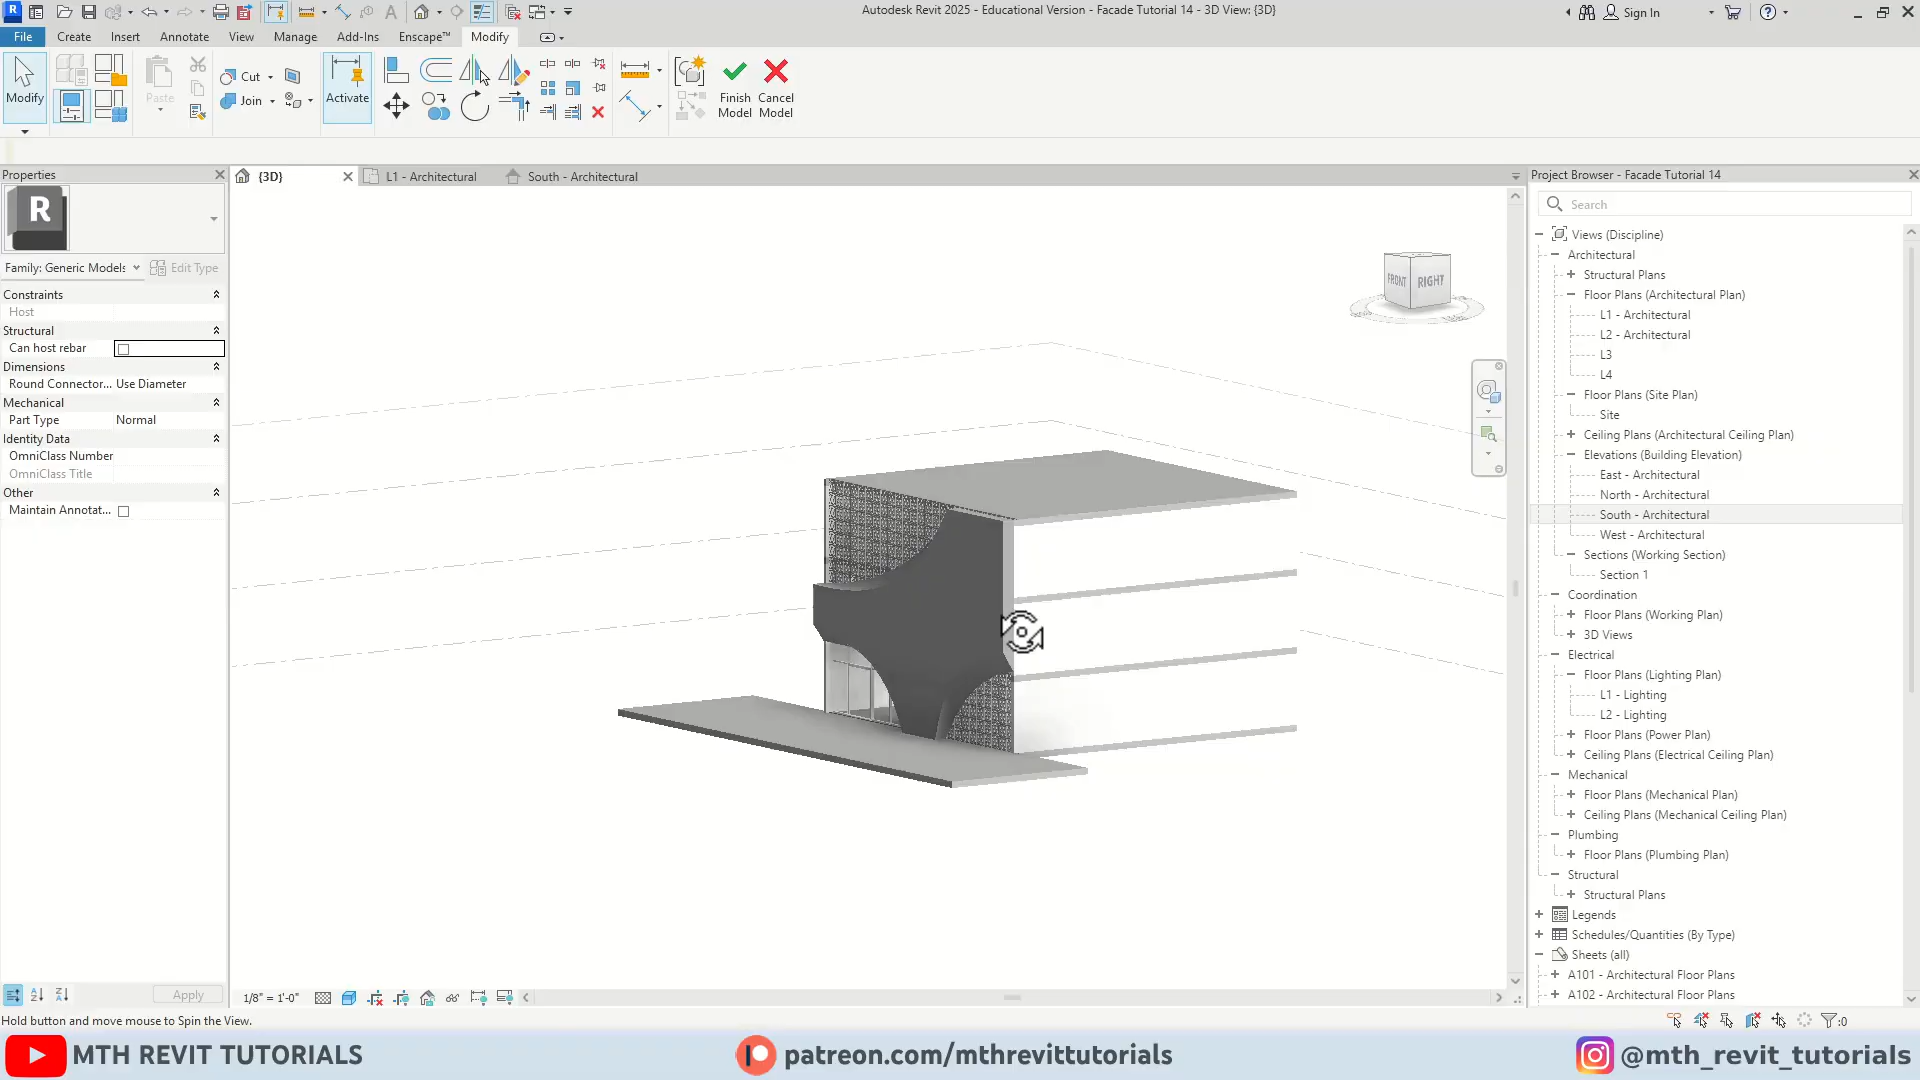 Autodesk Revit 2025 - Educational Version - Facade Tutorial 14 - 3D View: {3D}
Sign In
File Create Insert Annotate View Manage Add-Ins Enscape™ Modify
Modify
Paste
Cut
Join
Activate
Finish Model
Cancel Model
Properties
{3D}
L1 - Architectural
South - Architectural
Project Browser - Facade Tutorial 14
R
Family: Generic Models
Edit Type
Constraints
Host
Structural
Can host rebar
Dimensions
Round Connector... Use Diameter
Mechanical
Part Type Normal
Identity Data
OmniClass Number
OmniClass Title
Other
Maintain Annotat...
Apply
FRONT
RIGHT
Search
Views (Discipline)
Architectural
Structural Plans
Floor Plans (Architectural Plan)
L1 - Architectural
L2 - Architectural
L3
L4
Floor Plans (Site Plan)
Site
Ceiling Plans (Architectural Ceiling Plan)
Elevations (Building Elevation)
East - Architectural
North - Architectural
South - Architectural
West - Architectural
Sections (Working Section)
Section 1
Coordination
Floor Plans (Working Plan)
3D Views
Electrical
Floor Plans (Lighting Plan)
L1 - Lighting
L2 - Lighting
Floor Plans (Power Plan)
Ceiling Plans (Electrical Ceiling Plan)
Mechanical
Floor Plans (Mechanical Plan)
Ceiling Plans (Mechanical Ceiling Plan)
Plumbing
Floor Plans (Plumbing Plan)
Structural
Structural Plans
Legends
Schedules/Quantities (By Type)
Sheets (all)
A101 - Architectural Floor Plans
A102 - Architectural Floor Plans
1/8" = 1'-0"
Hold button and move mouse to Spin the View.
:0
MTH REVIT TUTORIALS
patreon.com/mthrevittutorials
@mth_revit_tutorials